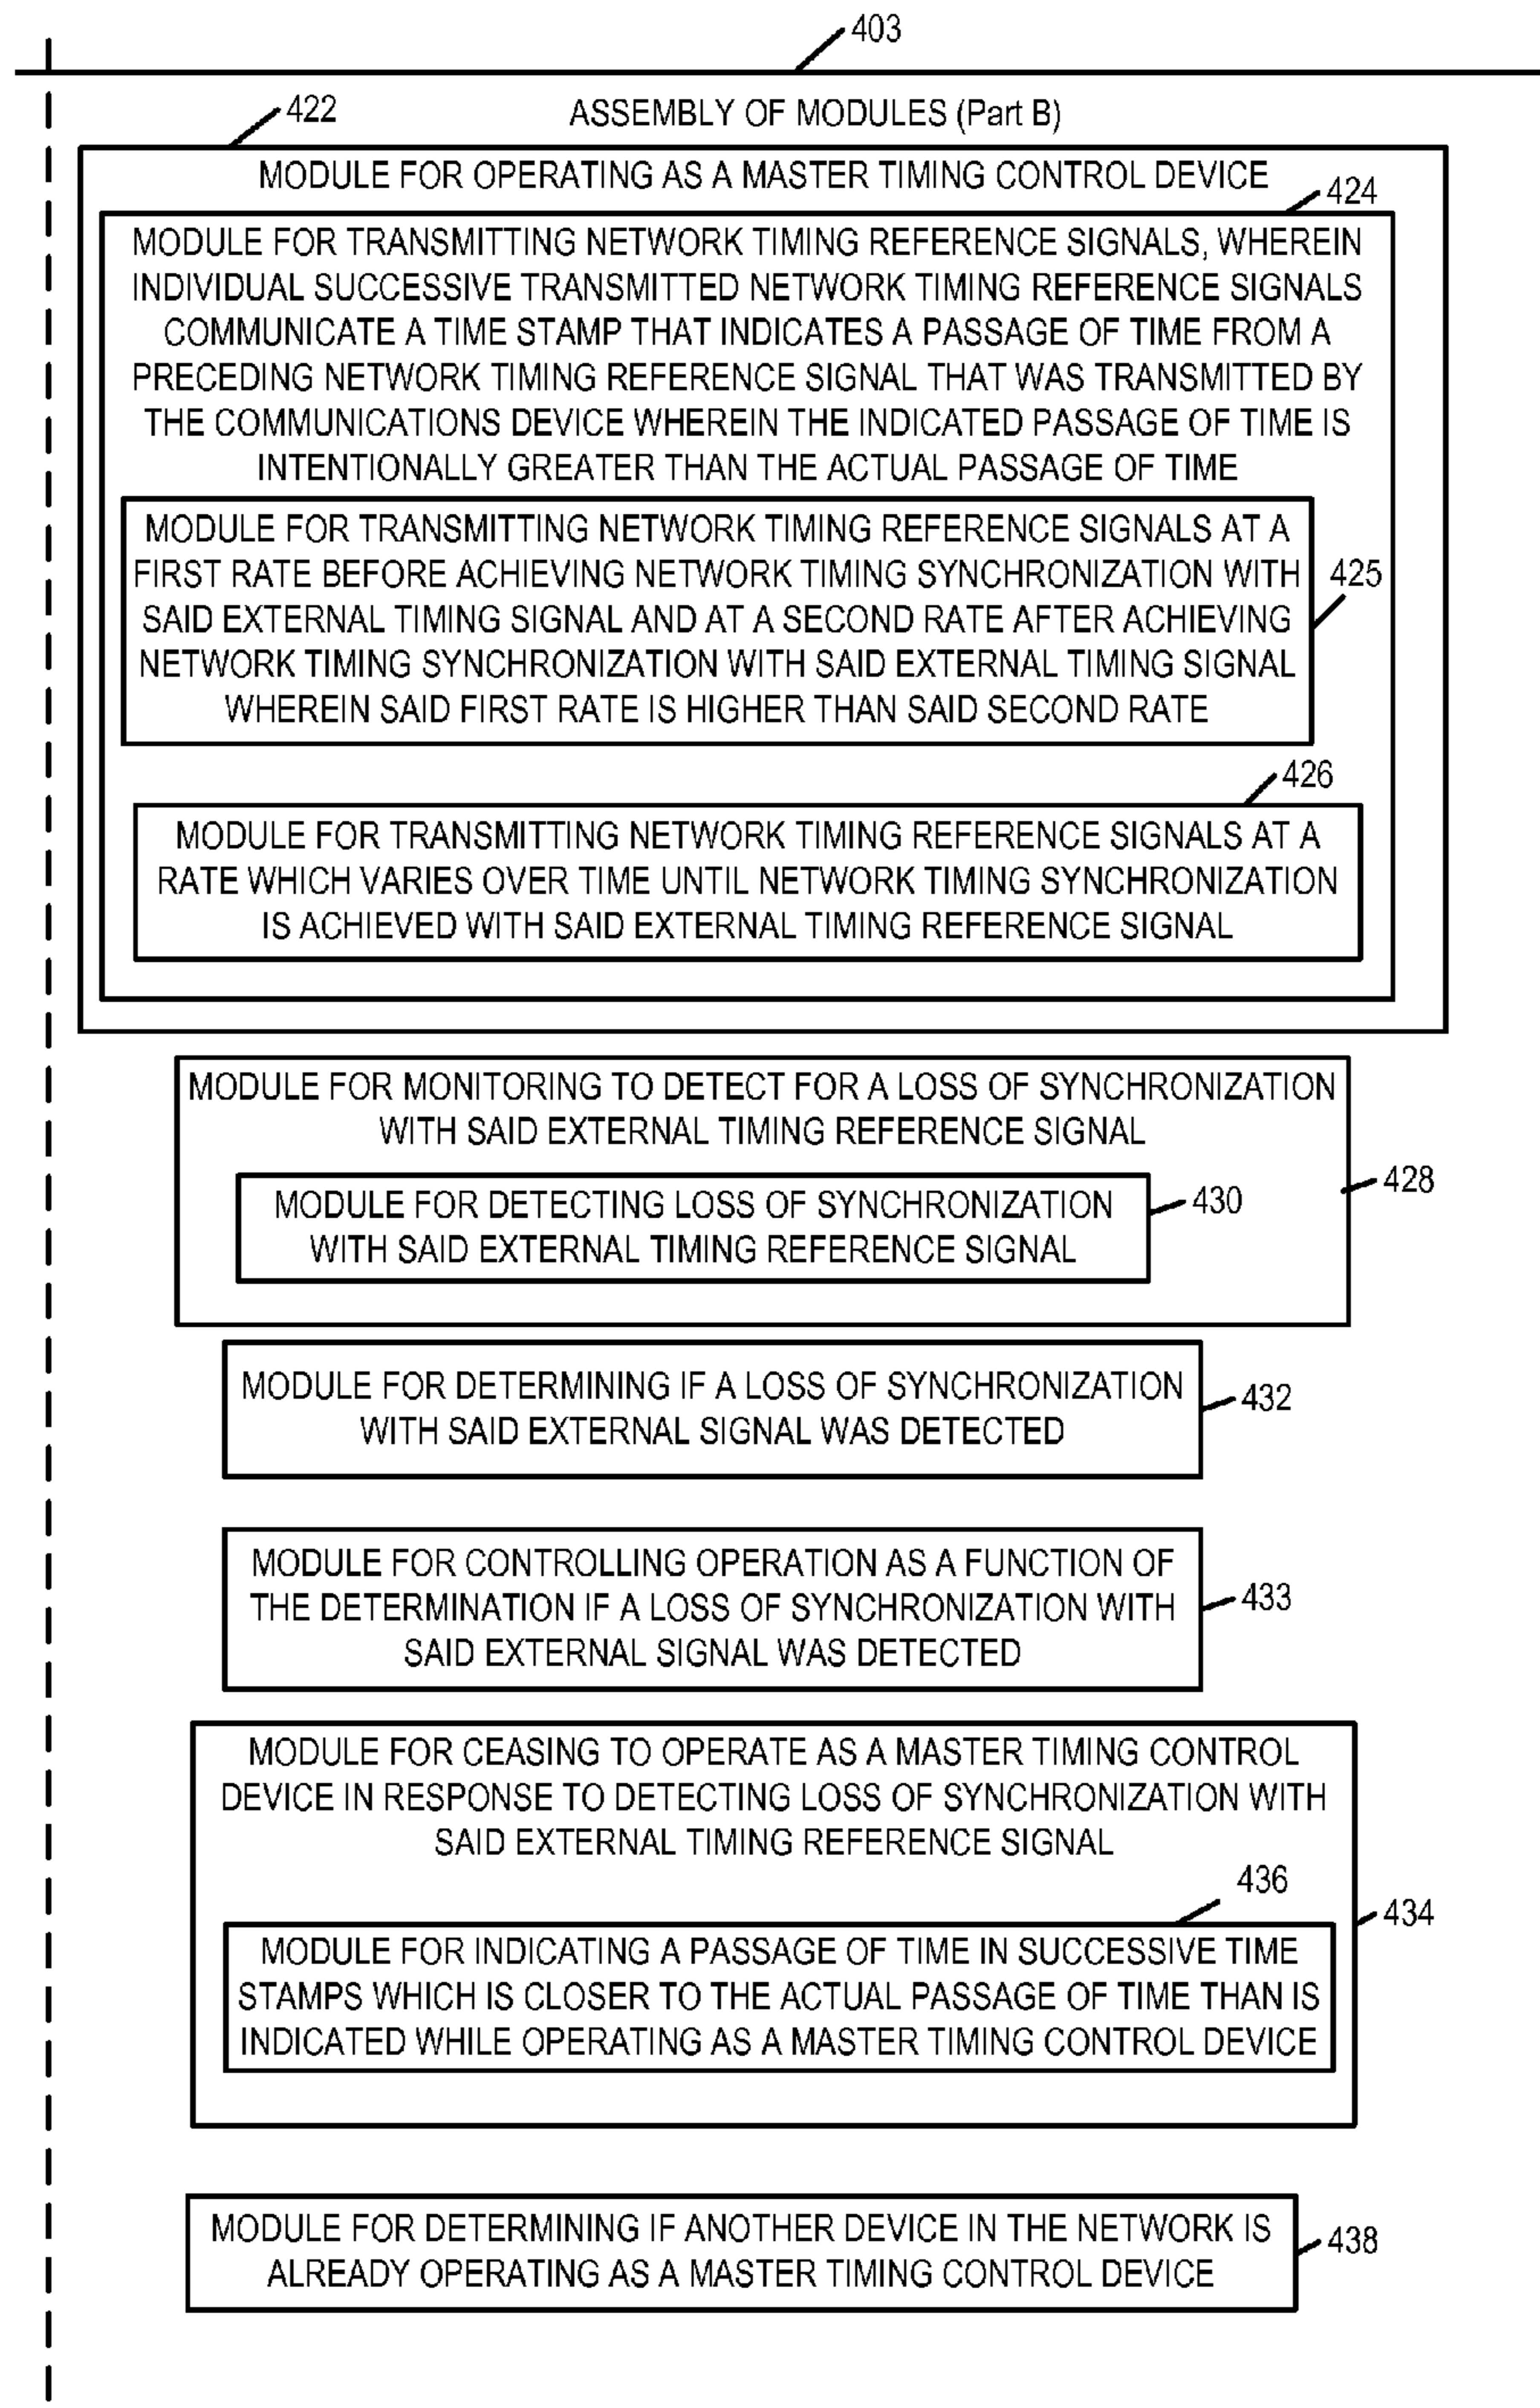 403
ASSEMBLY OF MODULES (Part B)
422
MODULE FOR OPERATING AS A MASTER TIMING CONTROL DEVICE
424
MODULE FOR TRANSMITTING NETWORK TIMING REFERENCE SIGNALS, WHEREIN
INDIVIDUAL SUCCESSIVE TRANSMITTED NETWORK TIMING REFERENCE SIGNALS
COMMUNICATE A TIME STAMP THAT INDICATES A PASSAGE OF TIME FROM A
PRECEDING NETWORK TIMING REFERENCE SIGNAL THAT WAS TRANSMITTED BY
THE COMMUNICATIONS DEVICE WHEREIN THE INDICATED PASSAGE OF TIME IS
INTENTIONALLY GREATER THAN THE ACTUAL PASSAGE OF TIME
MODULE FOR TRANSMITTING NETWORK TIMING REFERENCE SIGNALS AT A
FIRST RATE BEFORE ACHIEVING NETWORK TIMING SYNCHRONIZATION WITH
SAID EXTERNAL TIMING SIGNAL AND AT A SECOND RATE AFTER ACHIEVING
NETWORK TIMING SYNCHRONIZATION WITH SAID EXTERNAL TIMING SIGNAL
WHEREIN SAID FIRST RATE IS HIGHER THAN SAID SECOND RATE
425
426
MODULE FOR TRANSMITTING NETWORK TIMING REFERENCE SIGNALS AT A
RATE WHICH VARIES OVER TIME UNTIL NETWORK TIMING SYNCHRONIZATION
IS ACHIEVED WITH SAID EXTERNAL TIMING REFERENCE SIGNAL
MODULE FOR MONITORING TO DETECT FOR A LOSS OF SYNCHRONIZATION
WITH SAID EXTERNAL TIMING REFERENCE SIGNAL
428
MODULE FOR DETECTING LOSS OF SYNCHRONIZATION
WITH SAID EXTERNAL TIMING REFERENCE SIGNAL
430
MODULE FOR DETERMINING IF A LOSS OF SYNCHRONIZATION
WITH SAID EXTERNAL SIGNAL WAS DETECTED
432
MODULE FOR CONTROLLING OPERATION AS A FUNCTION OF
THE DETERMINATION IF A LOSS OF SYNCHRONIZATION WITH
SAID EXTERNAL SIGNAL WAS DETECTED
433
MODULE FOR CEASING TO OPERATE AS A MASTER TIMING CONTROL
DEVICE IN RESPONSE TO DETECTING LOSS OF SYNCHRONIZATION WITH
SAID EXTERNAL TIMING REFERENCE SIGNAL
436
434
MODULE FOR INDICATING A PASSAGE OF TIME IN SUCCESSIVE TIME
STAMPS WHICH IS CLOSER TO THE ACTUAL PASSAGE OF TIME THAN IS
INDICATED WHILE OPERATING AS A MASTER TIMING CONTROL DEVICE
MODULE FOR DETERMINING IF ANOTHER DEVICE IN THE NETWORK IS
ALREADY OPERATING AS A MASTER TIMING CONTROL DEVICE
438